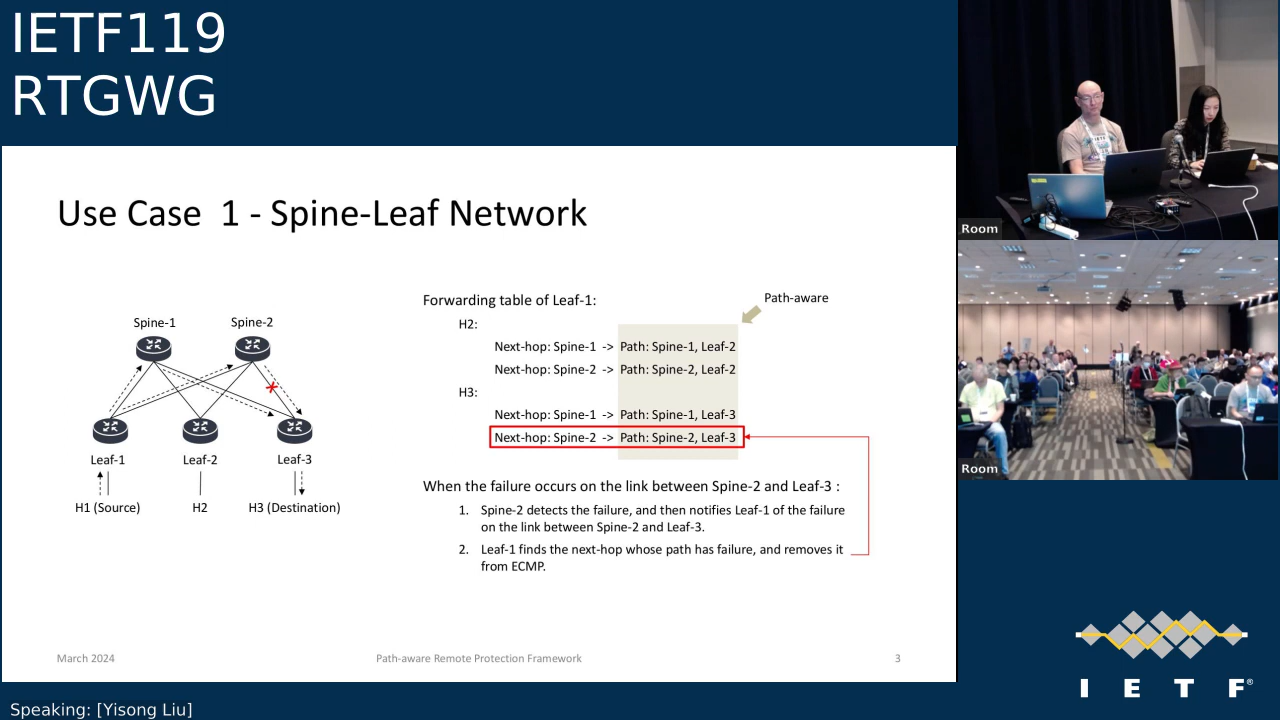 IETF119
RTGWG
Use Case 1 - Spine-Leaf Network
Spine-1
Spine-2
Leaf-1
Leaf-2
Leaf-3
H1 (Source)
H2
H3 (Destination)
Forwarding table of Leaf-1:
Path-aware
H2:
Next-hop: Spine-1 -> Path: Spine-1, Leaf-2
Next-hop: Spine-2 -> Path: Spine-2, Leaf-2
H3:
Next-hop: Spine-1 -> Path: Spine-1, Leaf-3
Next-hop: Spine-2 -> Path: Spine-2, Leaf-3
When the failure occurs on the link between Spine-2 and Leaf-3 :
1. Spine-2 detects the failure, and then notifies Leaf-1 of the failure
on the link between Spine-2 and Leaf-3.
2. Leaf-1 finds the next-hop whose path has failure, and removes it
from ECMP.
March 2024
Path-aware Remote Protection Framework
3
Room
Room
I E T F®
Speaking: [Yisong Liu]